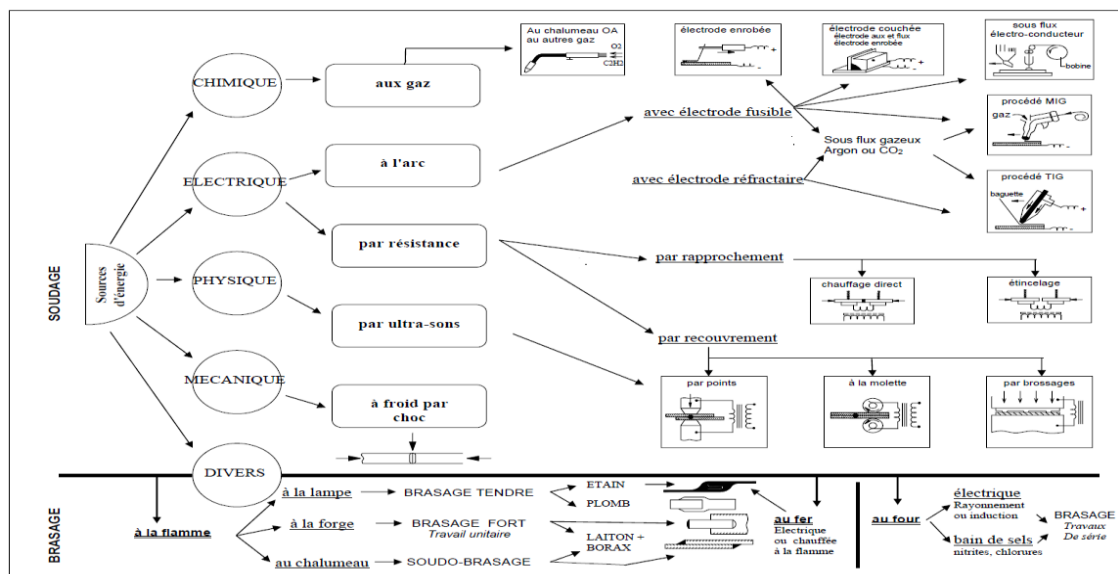 SOUDAGE
Sources
d'énergie
CHIMIQUE
ELECTRIQUE
PHYSIQUE
MECANIQUE
DIVERS
aux gaz
à l'arc
par résistance
par ultra-sons
à froid par
choc
Au chalumeau OA
au autres gaz
O2
C2H2
électrode enrobée
+
-
électrode couchée
électrode aux et flux
électrode enrobée
+
-
sous flux
électro-conducteur
bobine
avec électrode fusible
Sous flux gazeux
Argon ou CO2
avec électrode réfractaire
procédé MIG
gaz
procédé TIG
baguette
+
-
par rapprochement
chauffage direct
étincelage
par recouvrement
par points
à la molette
par brossages
BRASAGE
à la flamme
à la lampe
BRASAGE TENDRE
ETAIN
PLOMB
à la forge
BRASAGE FORT
Travail unitaire
LAITON +
BORAX
au chalumeau
SOUDO-BRASAGE
au fer
Electrique
ou chauffée
à la flamme
au four
électrique
Rayonnement
ou induction
bain de sels
nitrites, chlorures
BRASAGE
Travaux
De série